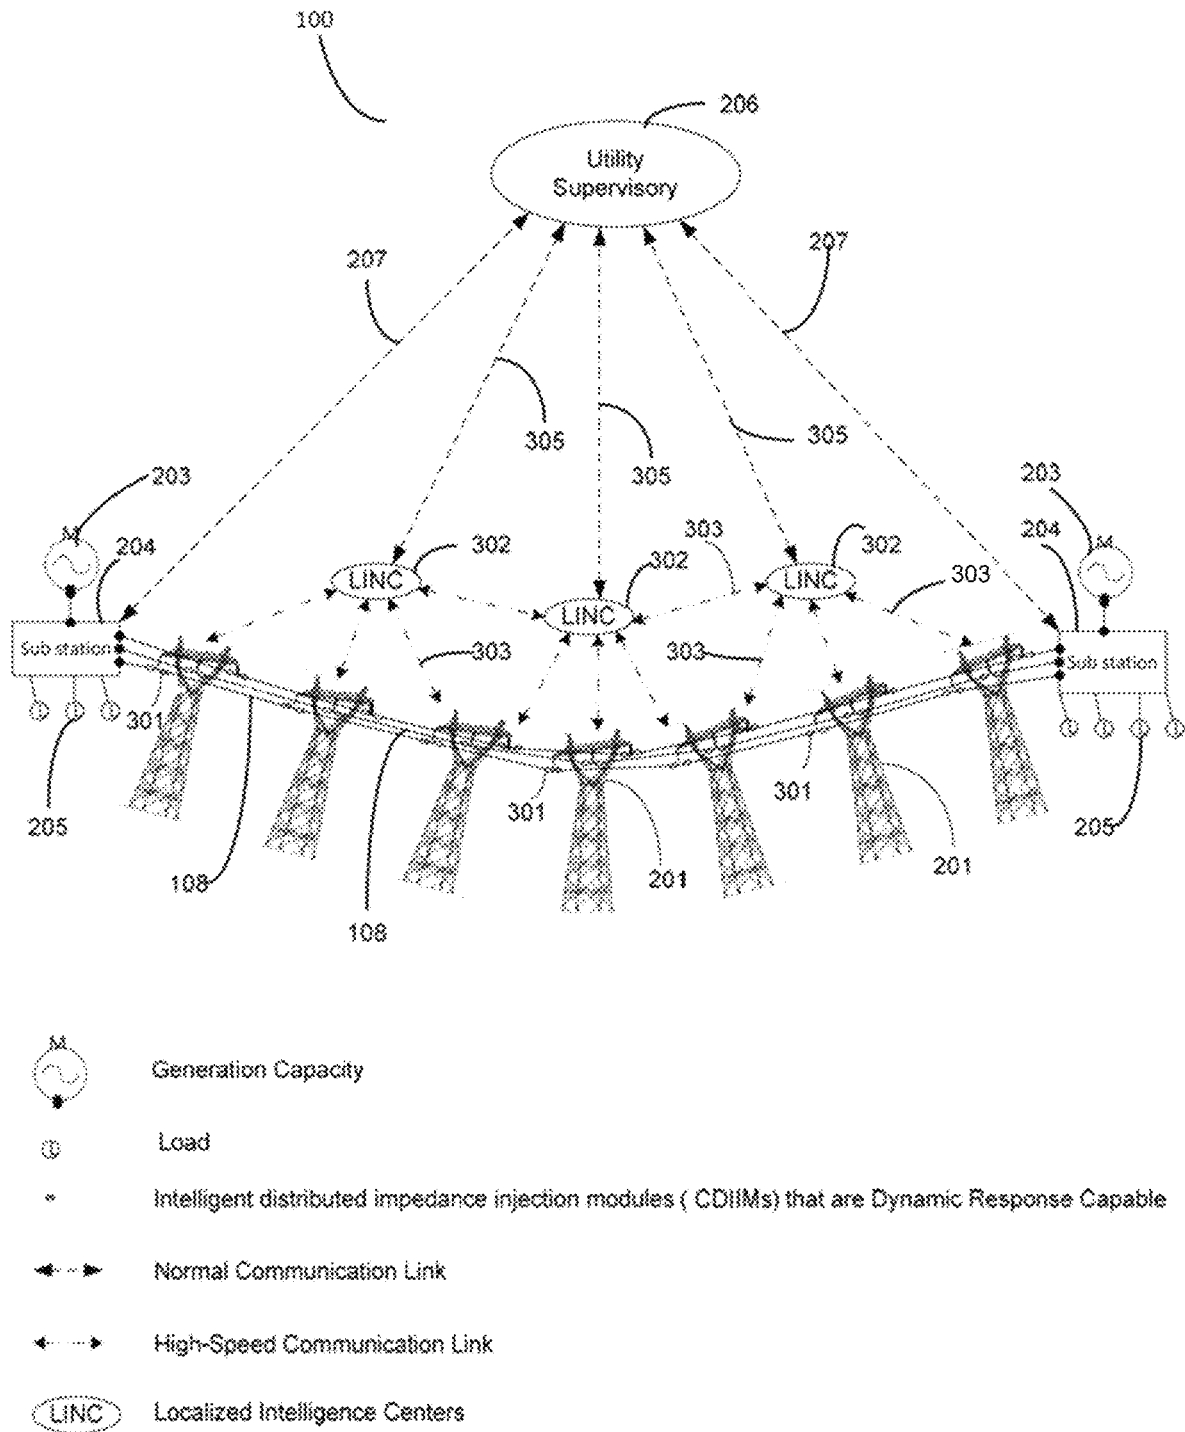 100
206
Utility
Supervisory
207
207
305
305
305
203
203
204
204
302
302
302
303
303
LINC
LINC
LINC
Sub station
Sub station
303
303
301
301
301
205
205
201
201
108
108
M
M
M
Generation Capacity
Load
Intelligent distributed impedance injection modules ( CDIIMs) that are Dynamic Response Capable
Normal Communication Link
High-Speed Communication Link
LINC
Localized Intelligence Centers